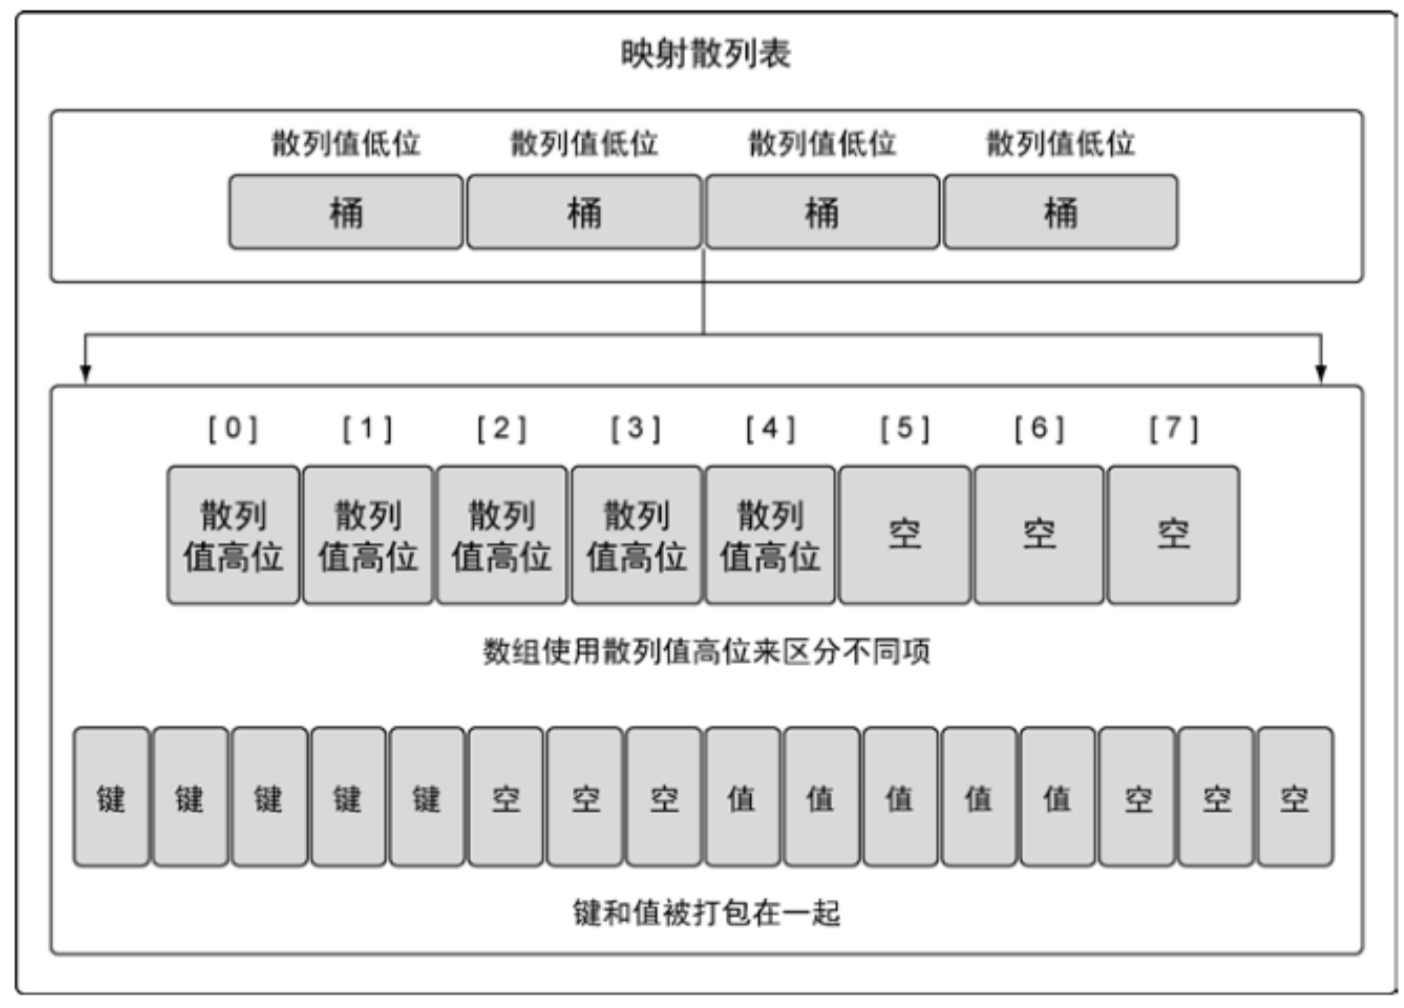 映射散列表
散列值低位 散列值低位 散列值低位 散列值低位
桶 桶 桶 桶
[ 0 ] [ 1 ] [ 2 ] [ 3 ] [ 4 ] [ 5 ] [ 6 ] [ 7 ]
散列 散列 散列 散列 散列
值高位 值高位 值高位 值高位 值高位 空 空 空
数组使用散列值高位来区分不同项
键 键 键 键 键 空 空 空 值 值 值 值 值 空 空 空
键和值被打包在一起